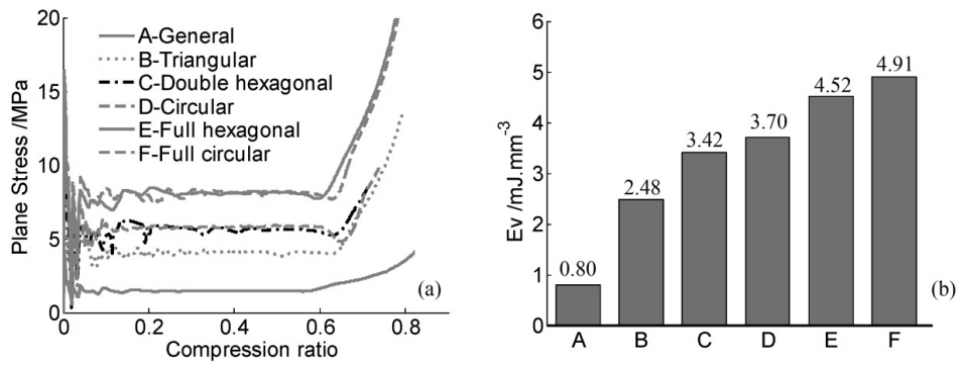 20
15
10
5
0
Plane Stress /MPa
A-General
B-Triangular
C-Double hexagonal
D-Circular
E-Full hexagonal
F-Full circular
(a)
0 0.2 0.4 0.6 0.8
Compression ratio
6
5
4
3
2
1
0
Ev /mJ.mm⁻³
0.80
2.48
3.42
3.70
4.52
4.91
(b)
A B C D E F